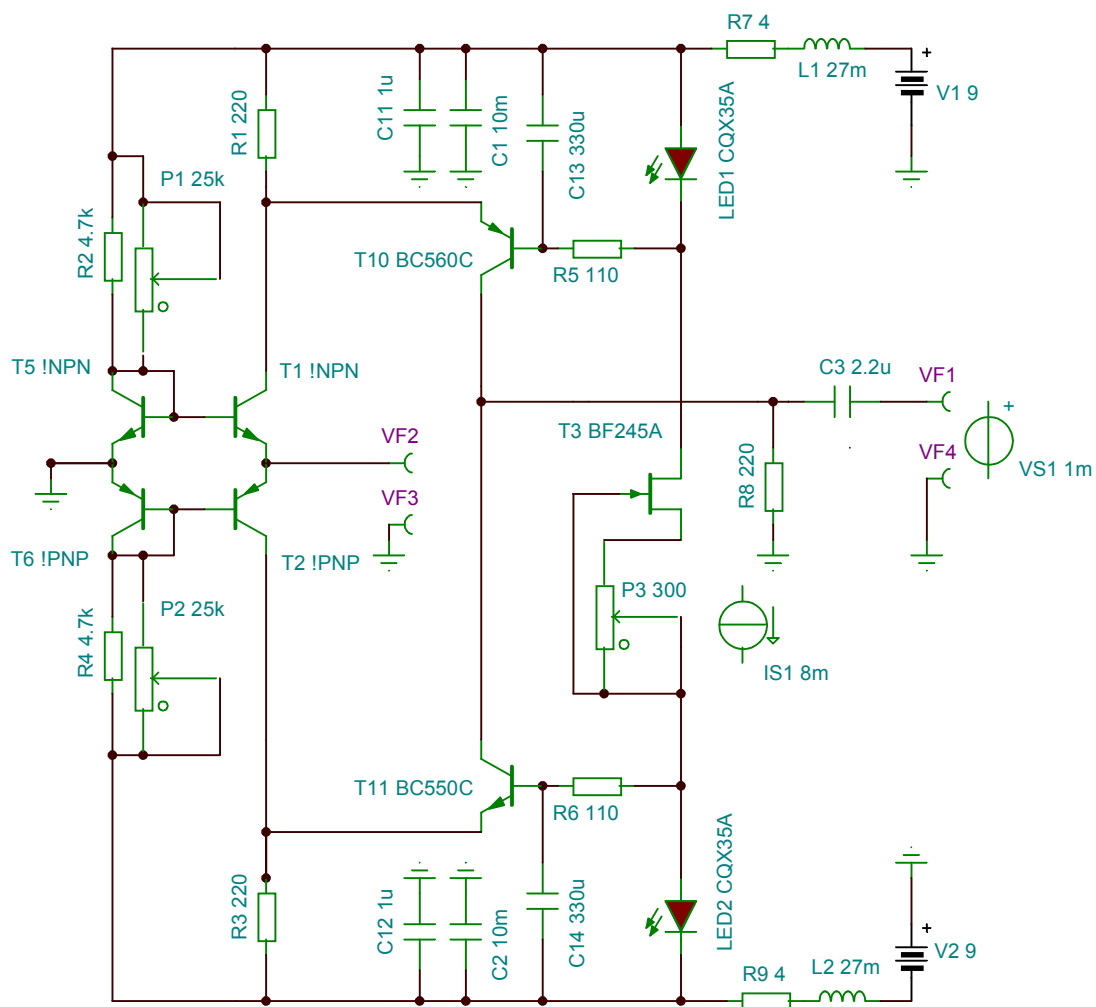 R7 4
L1 27m
+
V1 9
R1 220
C11 1u
C1 10m
C13 330u
LED1 CQX35A
P1 25k
R2 4.7k
T10 BC560C
R5 110
T5 !NPN
T1 !NPN
C3 2.2u
VF1
+
T3 BF245A
VF2
VF4
VS1 1m
R8 220
VF3
T6 !PNP
T2 !PNP
P2 25k
P3 300
R4 4.7k
IS1 8m
T11 BC550C
R6 110
R3 220
C12 1u
C2 10m
C14 330u
LED2 CQX35A
+
V2 9
R9 4
L2 27m